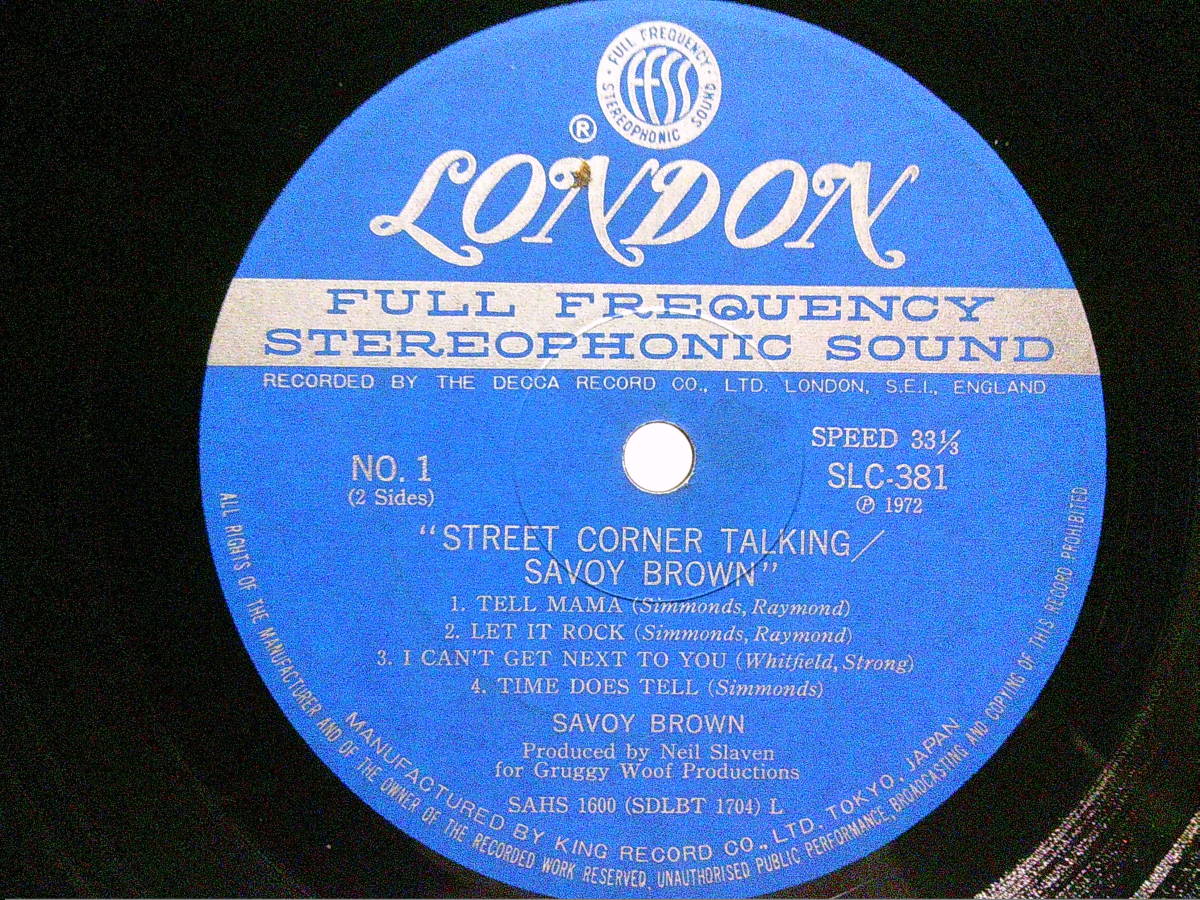 FULL FREQUENCY
FFSS
STEREOPHONIC SOUND
®
LONDON
FULL FREQUENCY
STEREOPHONIC SOUND
RECORDED BY THE DECCA RECORD CO., LTD. LONDON, S.E.I., ENGLAND
SPEED 33⅓
NO. 1
SLC-381
(2 Sides)
Ⓟ 1972
“STREET CORNER TALKING/
SAVOY BROWN”
1. TELL MAMA (Simmonds, Raymond)
2. LET IT ROCK (Simmonds, Raymond)
3. I CAN'T GET NEXT TO YOU (Whitfield, Strong)
4. TIME DOES TELL (Simmonds)
SAVOY BROWN
Produced by Neil Slaven
for Gruggy Woof Productions
SAHS 1600 (SDLBT 1704) L
MANUFACTURED BY KING RECORD CO., LTD. TOKYO, JAPAN
ALL RIGHTS OF THE MANUFACTURER AND OF THE OWNER OF THE RECORDED WORK RESERVED, UNAUTHORISED PUBLIC PERFORMANCE, BROADCASTING AND COPYING OF THIS RECORD PROHIBITED